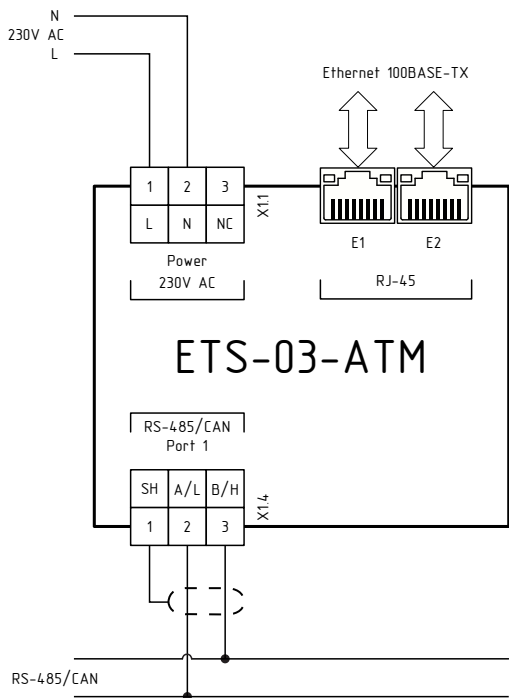 N
230V AC
L
Ethernet 100BASE-TX
1 2 3
L N NC
X1.1
Power
230V AC
E1 E2
RJ-45
ETS-03-ATM
RS-485/CAN
Port 1
SH A/L B/H
1 2 3
X1.4
RS-485/CAN